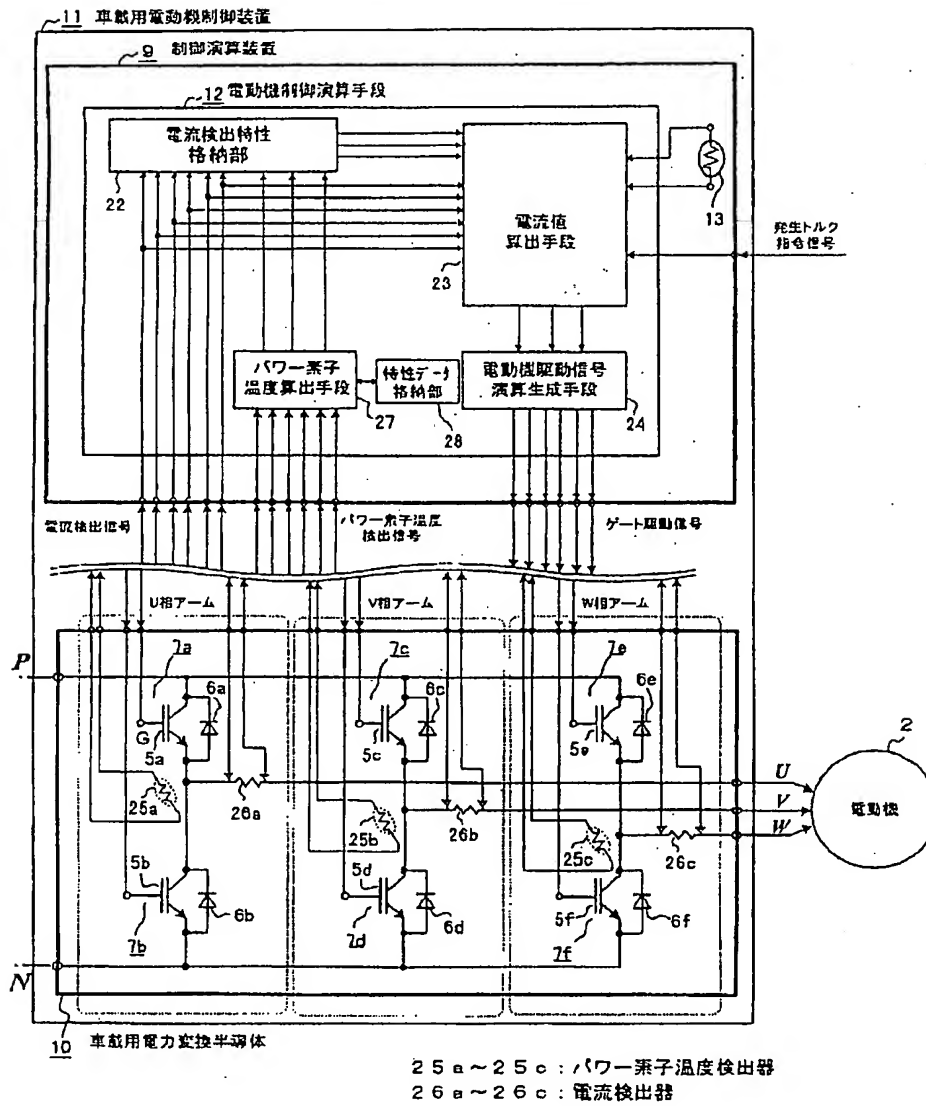 11 車載用電動機制御装置
9 制御演算装置
12 電動機制御演算手段
電流検出特性
格納部
22
電流値
算出手段
23
13
発生トルク
指令信号
パワー素子
温度算出手段
27
特性データ
格納部
28
電動機駆動信号
演算生成手段
24
電流検出信号
パワー素子温度
検出信号
ゲート駆動信号
U相アーム
V相アーム
W相アーム
P
7a
6a
G
5a
25a
26a
5b
6b
7b
7c
6c
5c
25b
26b
5d
6d
7d
7e
6e
5e
25c
26c
5f
6f
7f
U
V
W
2
電動機
N
10 車載用電力変換半導体
25a～25c：パワー素子温度検出器
26a～26c：電流検出器